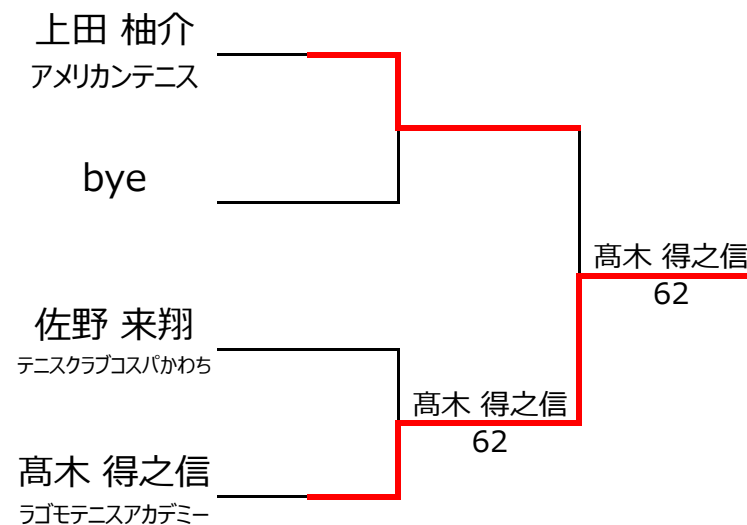 上田 柚介
アメリカンテニス
bye
髙木 得之信
62
佐野 来翔
テニスクラブコスパかわち
髙木 得之信
62
髙木 得之信
ラゴモテニスアカデミー